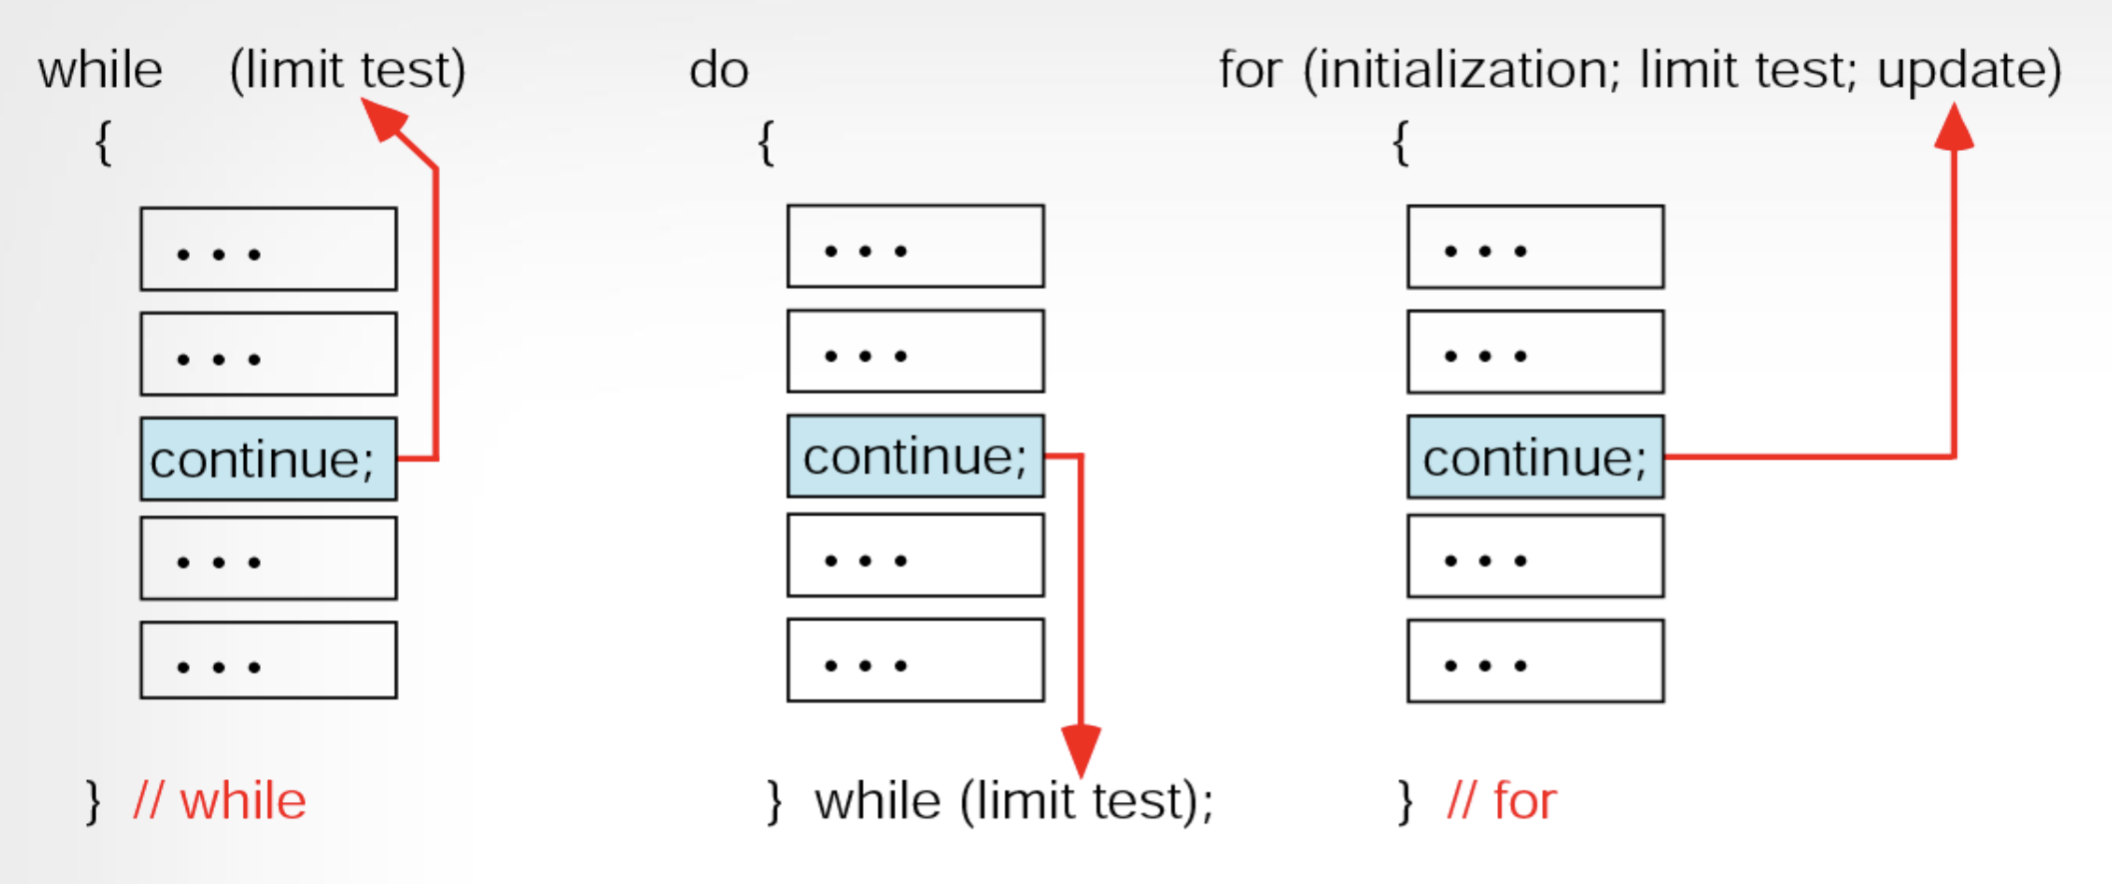 while (limit test)
{
• • •
• • •
continue;
• • •
• • •
} // while
do
{
• • •
• • •
continue;
• • •
• • •
} while (limit test);
for (initialization; limit test; update)
{
• • •
• • •
continue;
• • •
• • •
} // for